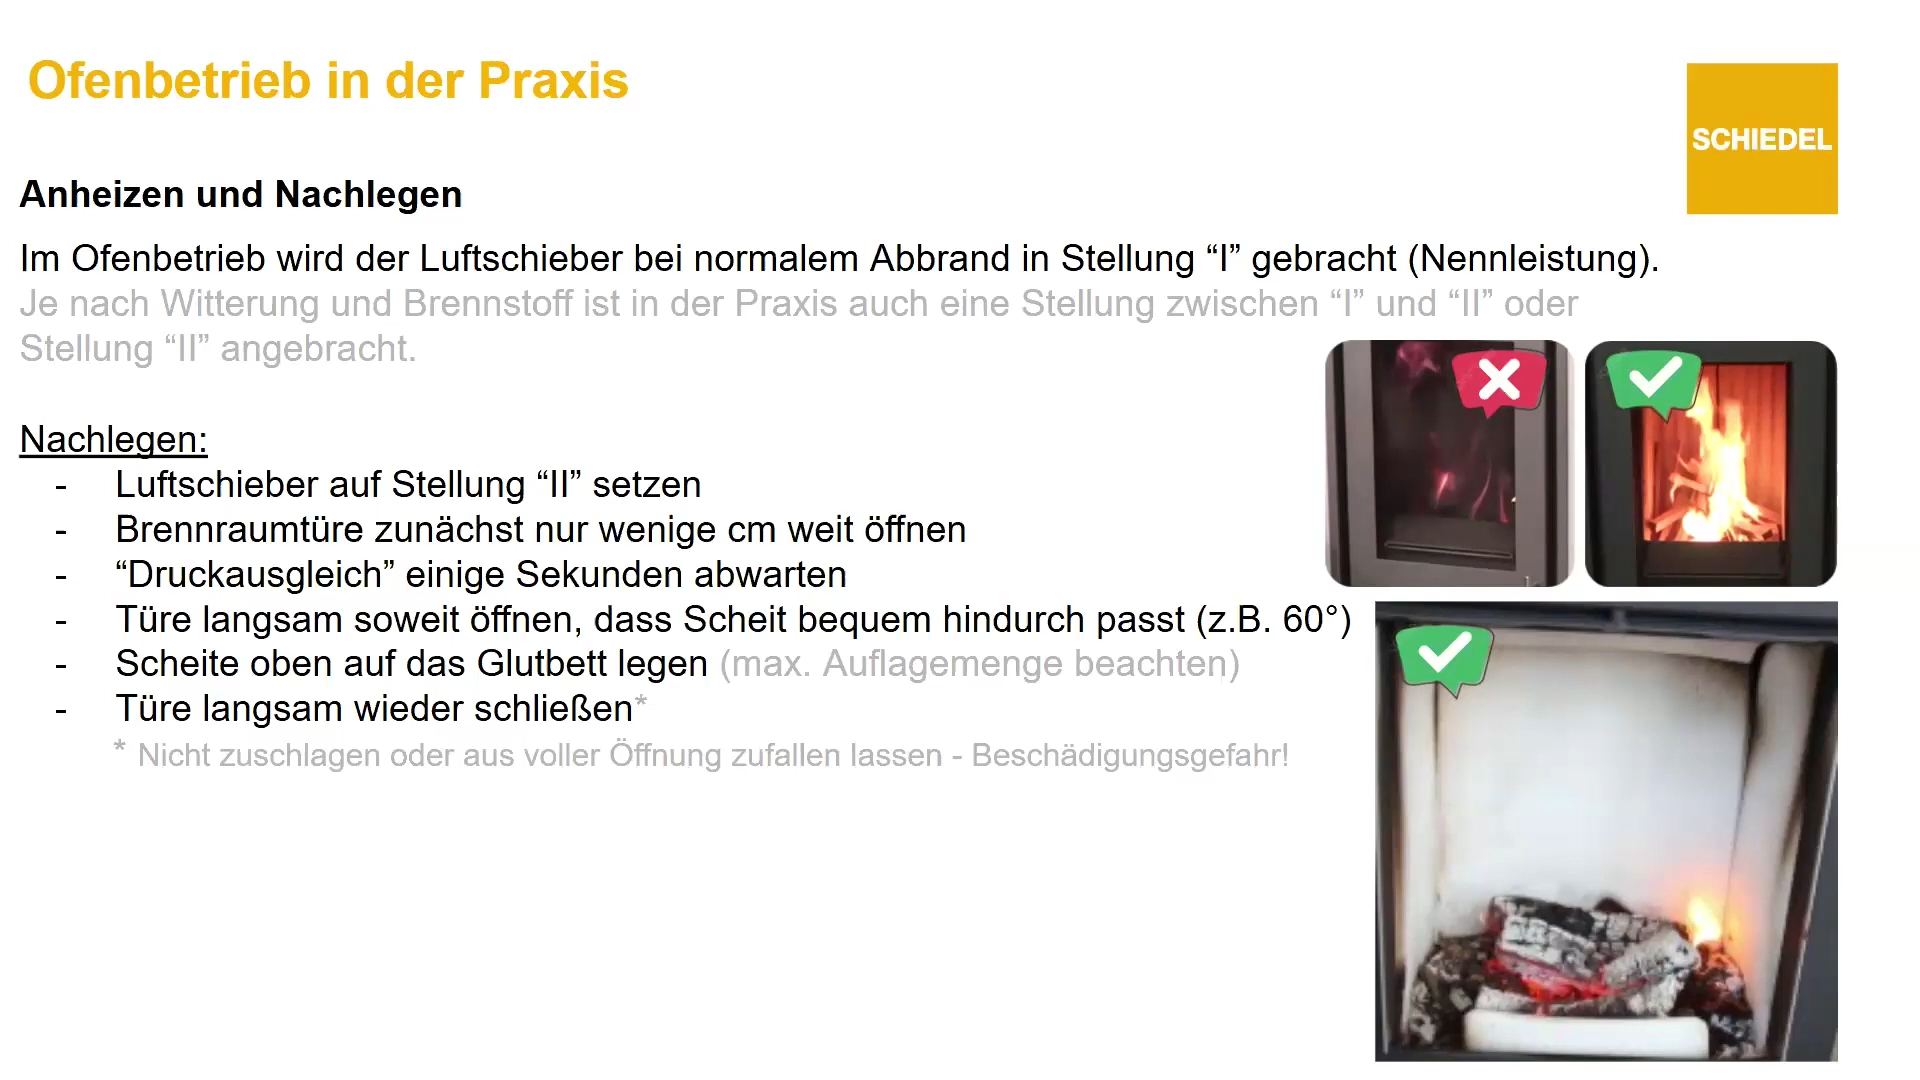 Ofenbetrieb in der Praxis
SCHIEDEL
Anheizen und Nachlegen
Im Ofenbetrieb wird der Luftschieber bei normalem Abbrand in Stellung “I” gebracht (Nennleistung).
Je nach Witterung und Brennstoff ist in der Praxis auch eine Stellung zwischen “I” und “II” oder
Stellung “II” angebracht.
Nachlegen:
- Luftschieber auf Stellung “II” setzen
- Brennraumtüre zunächst nur wenige cm weit öffnen
- “Druckausgleich” einige Sekunden abwarten
- Türe langsam soweit öffnen, dass Scheit bequem hindurch passt (z.B. 60°)
- Scheite oben auf das Glutbett legen (max. Auflagemenge beachten)
- Türe langsam wieder schließen*
* Nicht zuschlagen oder aus voller Öffnung zufallen lassen - Beschädigungsgefahr!